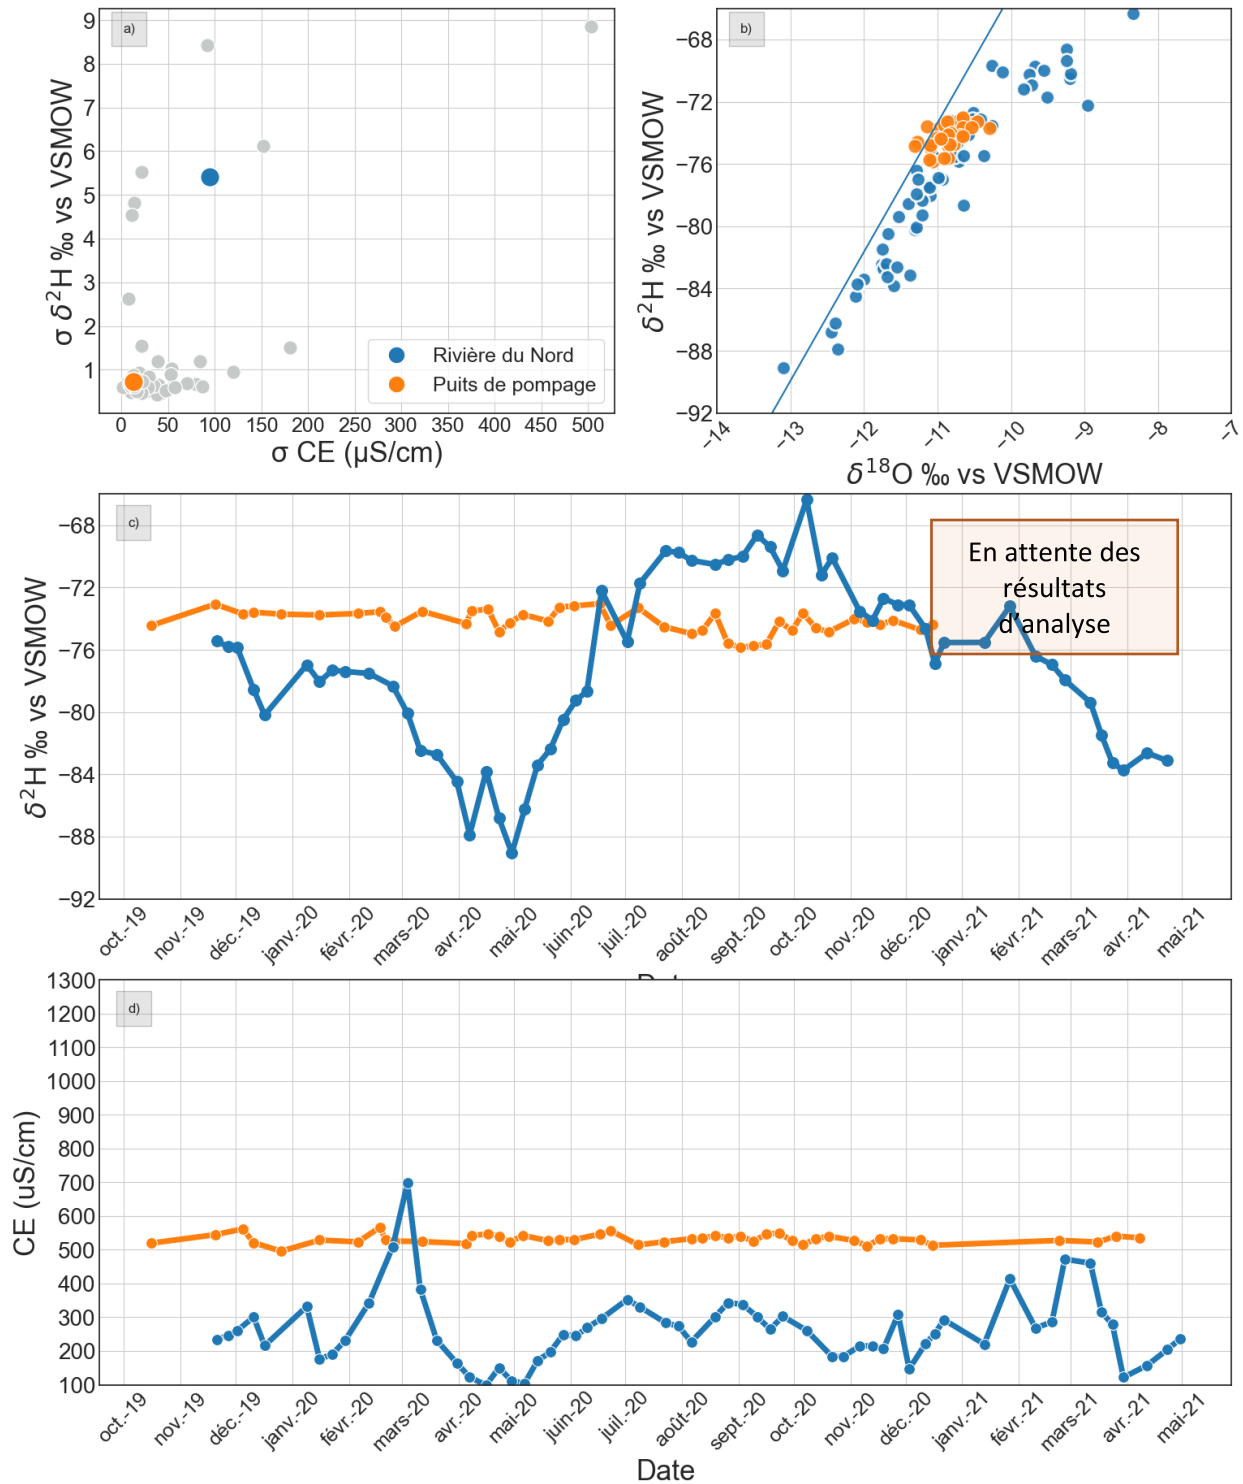 a)
9
8
7
6
5
4
3
2
1
σ δ²H ‰ vs VSMOW
Rivière du Nord
Puits de pompage
0 50 100 150 200 250 300 350 400 450 500
σ CE (µS/cm)
b)
−68
−72
−76
−80
−84
−88
−92
δ²H ‰ vs VSMOW
−14 −13 −12 −11 −10 −9 −8 −7
δ¹⁸O ‰ vs VSMOW
c)
−68
−72
−76
−80
−84
−88
−92
δ²H ‰ vs VSMOW
En attente des
résultats
d’analyse
oct.-19 nov.-19 déc.-19 janv.-20 févr.-20 mars-20 avr.-20 mai-20 juin-20 juil.-20 août-20 sept.-20 oct.-20 nov.-20 déc.-20 janv.-21 févr.-21 mars-21 avr.-21 mai-21
d)
1300
1200
1100
1000
900
800
700
600
500
400
300
200
100
CE (uS/cm)
oct.-19 nov.-19 déc.-19 janv.-20 févr.-20 mars-20 avr.-20 mai-20 juin-20 juil.-20 août-20 sept.-20 oct.-20 nov.-20 déc.-20 janv.-21 févr.-21 mars-21 avr.-21 mai-21
Date